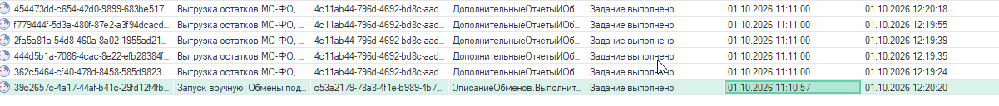 454473dd-c654-42d0-9899-683be517... Выгрузка остатков МО-ФО, ... 4c11ab44-796d-4692-bd8c-aad... ДополнительныеОтчетыИОб... Задание выполнено 01.10.2026 11:11:00 01.10.2026 12:20:18
f779444f-5d3a-480f-87e2-a3f94dcacd... Выгрузка остатков МО-ФО, ... 4c11ab44-796d-4692-bd8c-aad... ДополнительныеОтчетыИОб... Задание выполнено 01.10.2026 11:11:00 01.10.2026 12:19:55
2fa5a81a-54d8-460a-8a02-1955ad21... Выгрузка остатков МО-ФО, ... 4c11ab44-796d-4692-bd8c-aad... ДополнительныеОтчетыИОб... Задание выполнено 01.10.2026 11:11:00 01.10.2026 12:19:39
444d5b1a-7086-4cac-8e22-efb28384f... Выгрузка остатков МО-ФО, ... 4c11ab44-796d-4692-bd8c-aad... ДополнительныеОтчетыИОб... Задание выполнено 01.10.2026 11:11:00 01.10.2026 12:19:35
362c5464-cf40-478d-8458-585d9823... Выгрузка остатков МО-ФО, ... 4c11ab44-796d-4692-bd8c-aad... ДополнительныеОтчетыИОб... Задание выполнено 01.10.2026 11:11:00 01.10.2026 12:19:24
39c2657c-4a17-44af-b41c-29fd12f4fb... Запуск вручную: Обмены под... c53a2179-78a8-4f1e-b989-4b7... ОписаниеОбменов.Выполнит... Задание выполнено 01.10.2026 11:10:57 01.10.2026 12:20:20